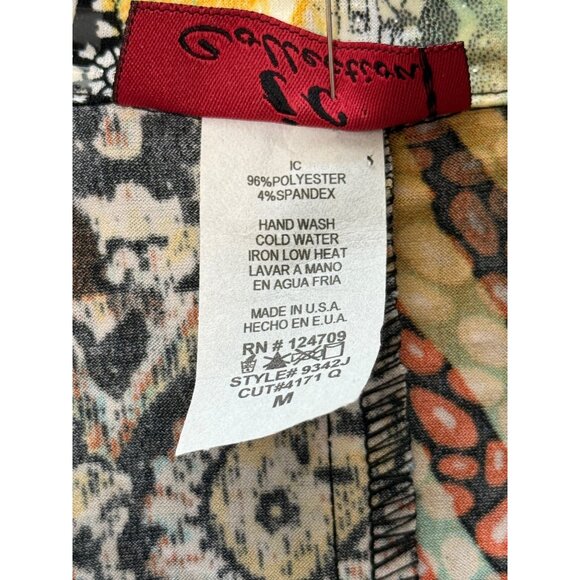 ic
Collection
IC
96%POLYESTER
4%SPANDEX
HAND WASH
COLD WATER
IRON LOW HEAT
LAVAR A MANO
EN AGUA FRIA
MADE IN U.S.A.
HECHO EN E.U.A.
RN # 124709
STYLE# 9342J
CUT#4171 Q
M